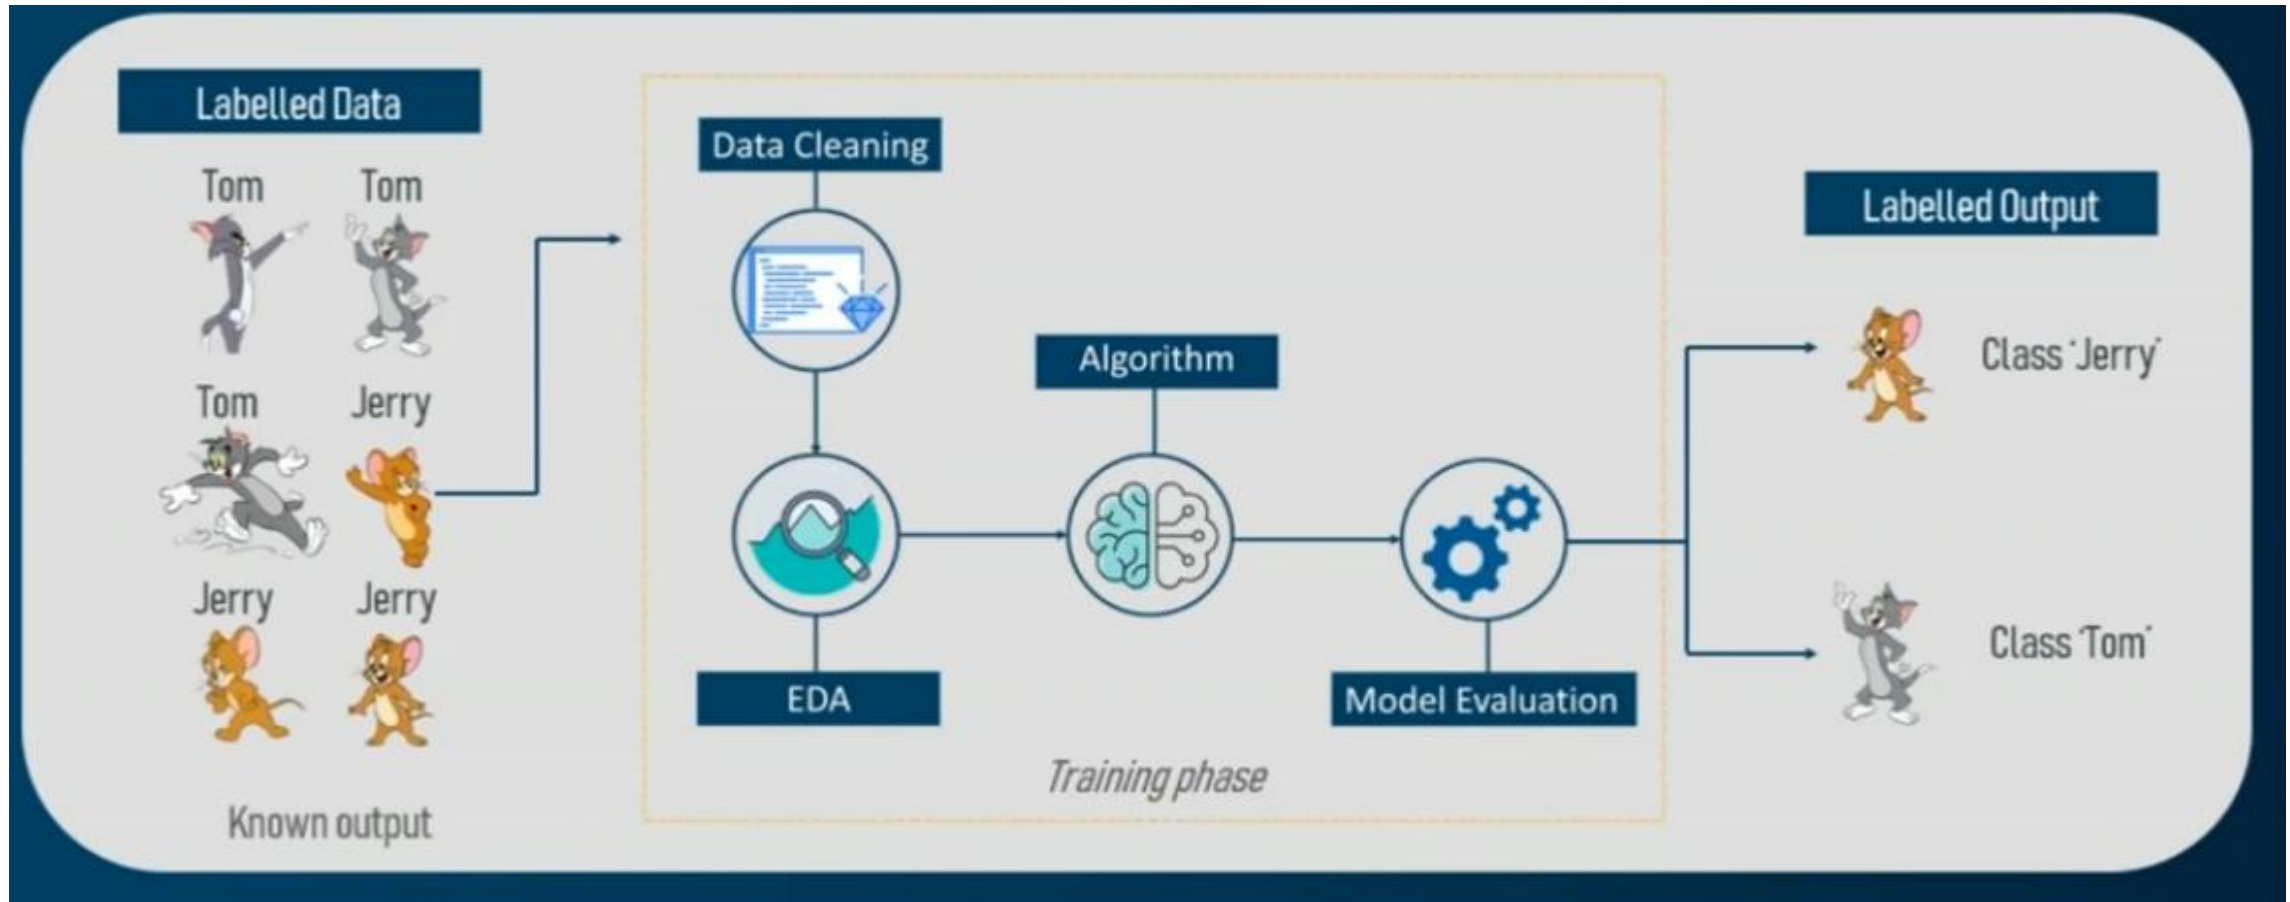 Labelled Data
Tom Tom
Tom Jerry
Jerry Jerry
Known output
Data Cleaning
EDA
Algorithm
Model Evaluation
Training phase
Labelled Output
Class 'Jerry'
Class 'Tom'